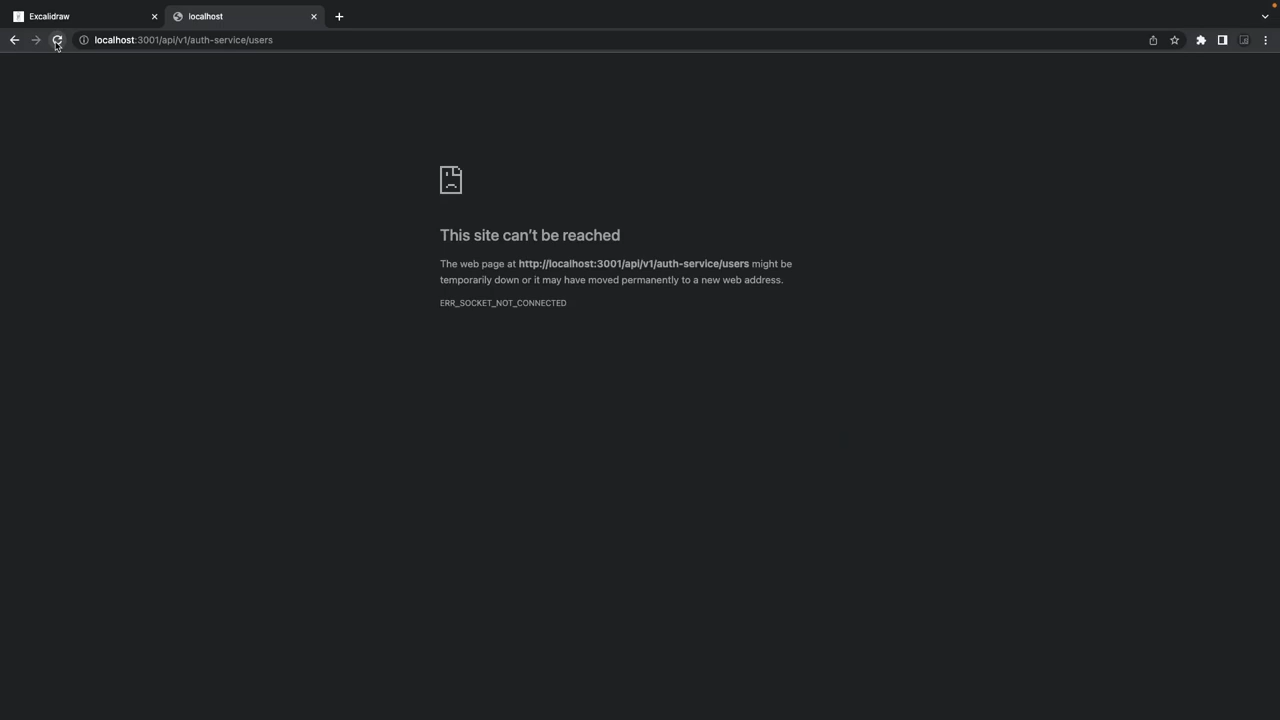 Excalidraw
localhost
localhost:3001/api/v1/auth-service/users
This site can’t be reached
The web page at http://localhost:3001/api/v1/auth-service/users might be
temporarily down or it may have moved permanently to a new web address.
ERR_SOCKET_NOT_CONNECTED